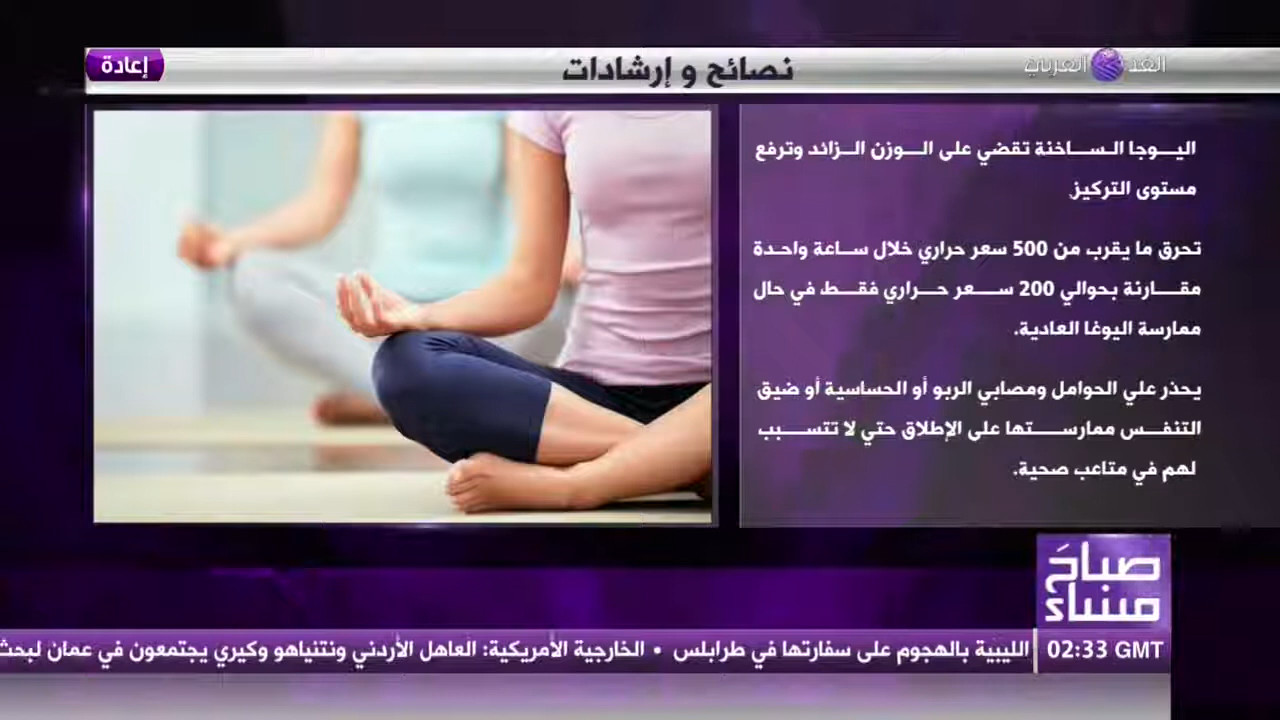 الغد العربي
نصائح و إرشادات
إعادة
اليوجا الساخنة تقضي على الوزن الزائد وترفع
مستوى التركيز
تحرق ما يقرب من 500 سعر حراري خلال ساعة واحدة
مقارنة بحوالي 200 سعر حراري فقط في حال
ممارسة اليوغا العادية.
يحذر علي الحوامل ومصابي الربو أو الحساسية أو ضيق
التنفس ممارستها على الإطلاق حتي لا تتسبب
لهم في متاعب صحية.
صباحَ
مساء
02:33 GMT
الليبية بالهجوم على سفارتها في طرابلس • الخارجية الأمريكية: العاهل الأردني ونتنياهو وكيري يجتمعون في عمان لبحث